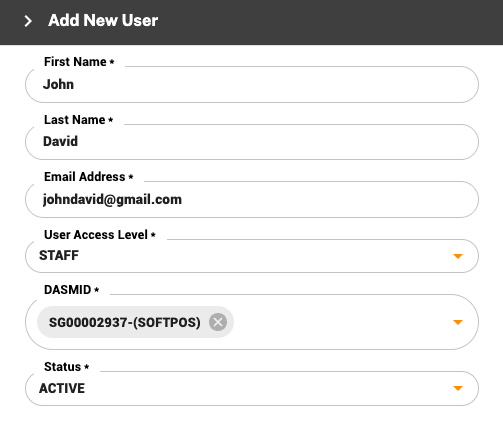 Add New User
First Name *
John
Last Name *
David
Email Address *
johndavid@gmail.com
User Access Level *
STAFF
DASMID *
SG00002937-(SOFTPOS)
Status *
ACTIVE